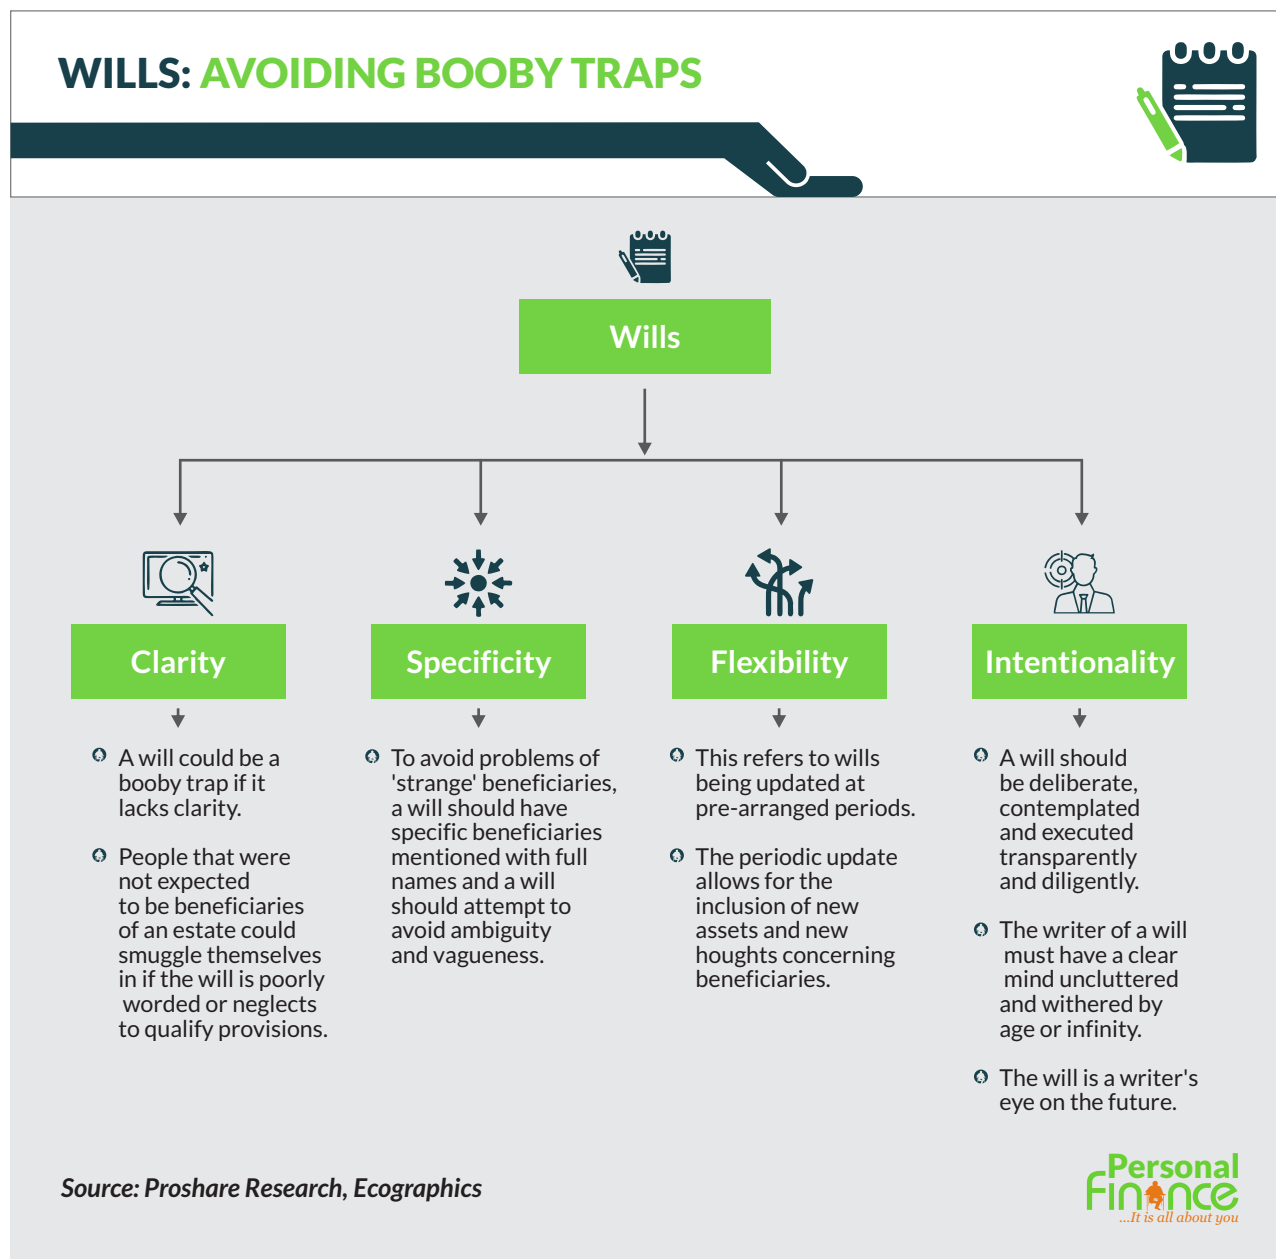 WILLS: AVOIDING BOOBY TRAPS
Wills
Clarity
A will could be a
booby trap if it
lacks clarity.
People that were
not expected
to be beneficiaries
of an estate could
smuggle themselves
in if the will is poorly
worded or neglects
to qualify provisions.
Specificity
To avoid problems of
'strange' beneficiaries,
a will should have
specific beneficiaries
mentioned with full
names and a will
should attempt to
avoid ambiguity
and vagueness.
Flexibility
This refers to wills
being updated at
pre-arranged periods.
The periodic update
allows for the
inclusion of new
assets and new
houghts concerning
beneficiaries.
Intentionality
A will should
be deliberate,
contemplated
and executed
transparently
and diligently.
The writer of a will
must have a clear
mind uncluttered
and withered by
age or infinity.
The will is a writer's
eye on the future.
Source: Proshare Research, Ecographics
Personal
Finance
...It is all about you